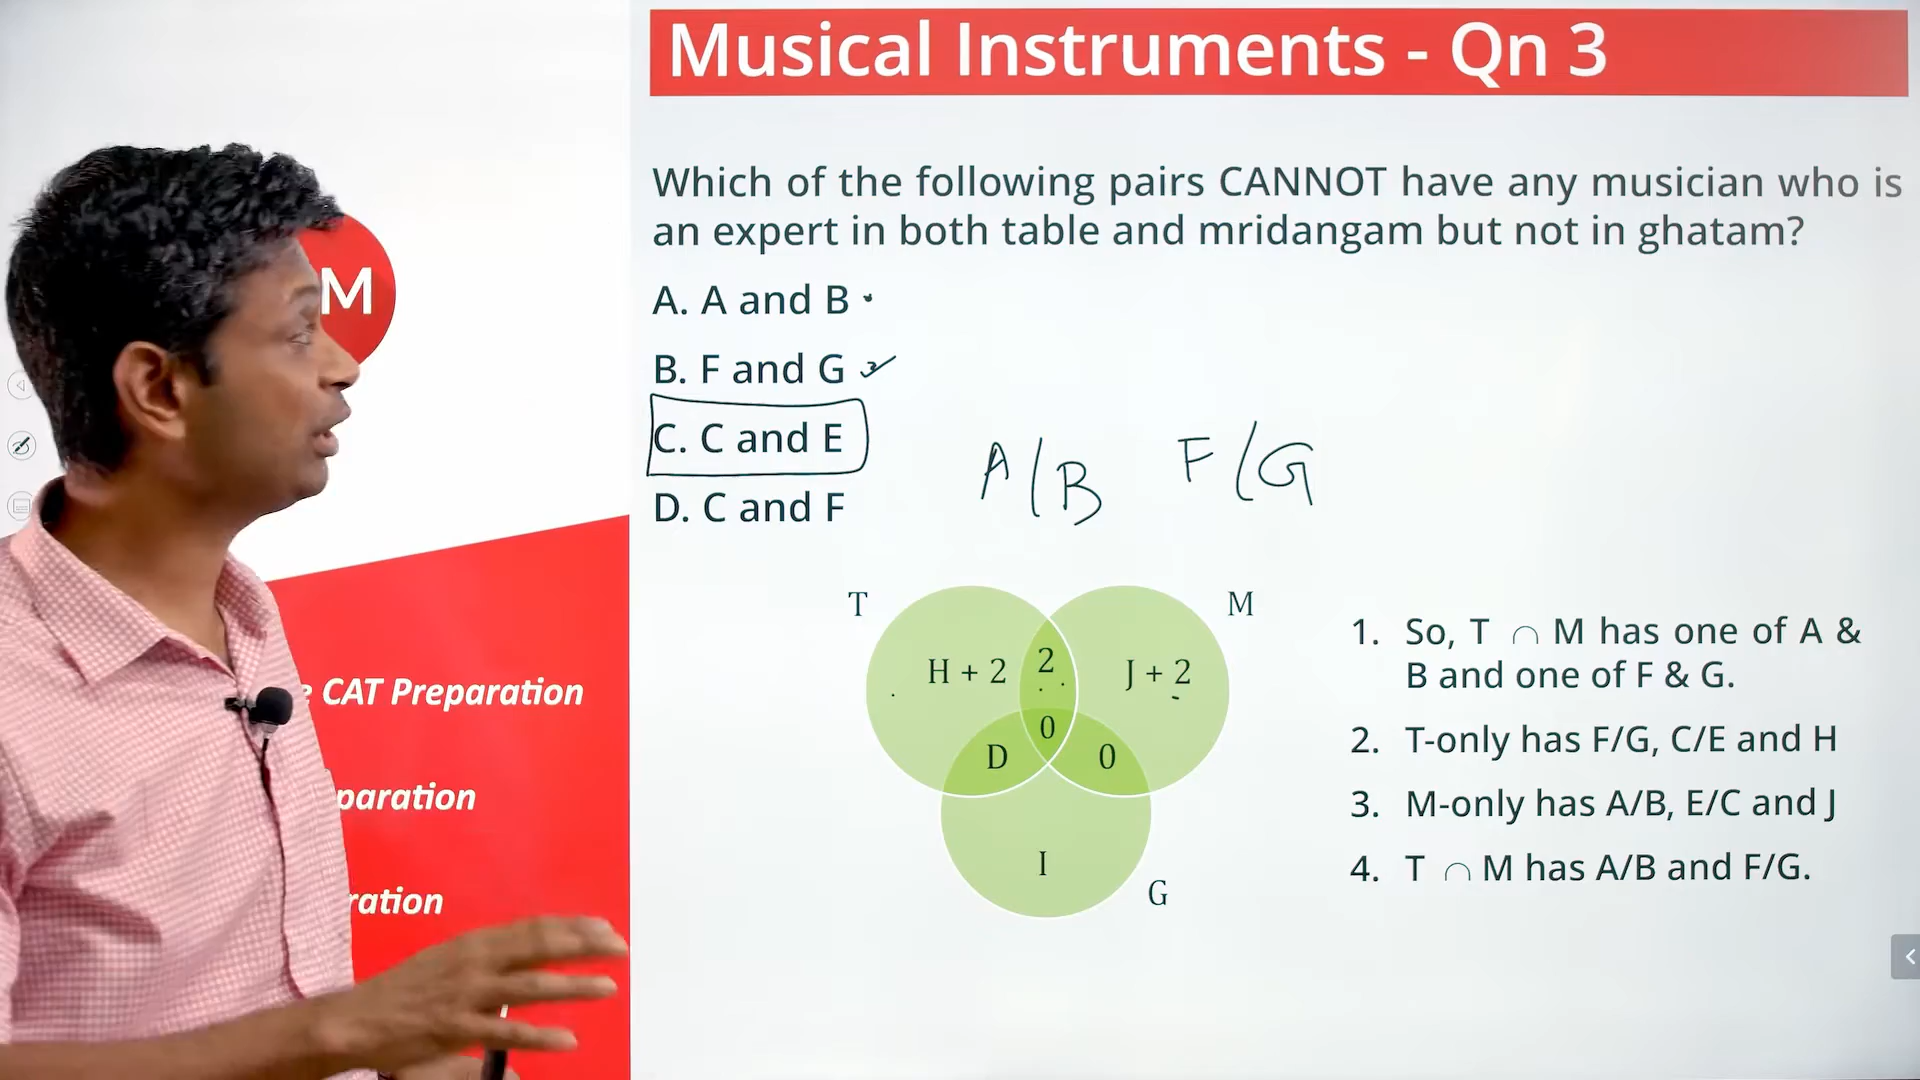 Musical Instruments - Qn 3
Which of the following pairs CANNOT have any musician who is
an expert in both table and mridangam but not in ghatam?
A. A and B
B. F and G
C. C and E
D. C and F
A/B F/G
M
CAT Preparation
T
M
H + 2
2
J + 2
0
D
0
I
G
1. So, T ∩ M has one of A &
B and one of F & G.
2. T-only has F/G, C/E and H
3. M-only has A/B, E/C and J
4. T ∩ M has A/B and F/G.